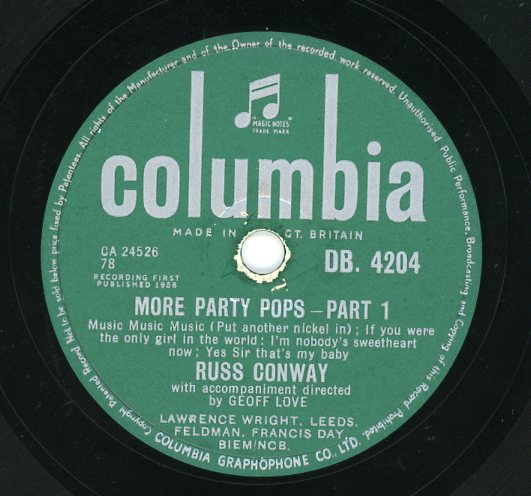 Manufacturer and of the Owner of the recorded work reserved. Unauthorised Public Performance, Broadcasting and Copying of this Record Prohibited.
Copyright. Patented Record Not to be sold below price fixed by Patentees. All rights of the
"MAGIC NOTES"
TRADE MARK
columbia
MADE IN GT. BRITAIN
CA 24526
78
DB. 4204
RECORDING FIRST
PUBLISHED 1958
MORE PARTY POPS — PART 1
Music Music Music (Put another nickel in) ; If you were
the only girl in the world : I'm nobody's sweetheart
now ; Yes Sir that's my baby
RUSS CONWAY
with accompaniment directed
by GEOFF LOVE
LAWRENCE WRIGHT. LEEDS.
FELDMAN, FRANCIS DAY,
BIEM/NCB.
COLUMBIA GRAPHOPHONE CO., LTD.